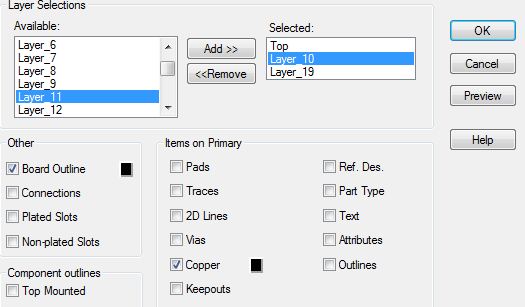 Layer Selections
Available:
Selected:
Layer_6
Layer_7
Layer_8
Layer_9
Layer_11
Layer_12
Add >>
<<Remove
Top
Layer_10
Layer_19
OK
Cancel
Preview
Help
Other
Board Outline
Connections
Plated Slots
Non-plated Slots
Component outlines
Top Mounted
Items on Primary
Pads
Traces
2D Lines
Vias
Copper
Keepouts
Ref. Des.
Part Type
Text
Attributes
Outlines